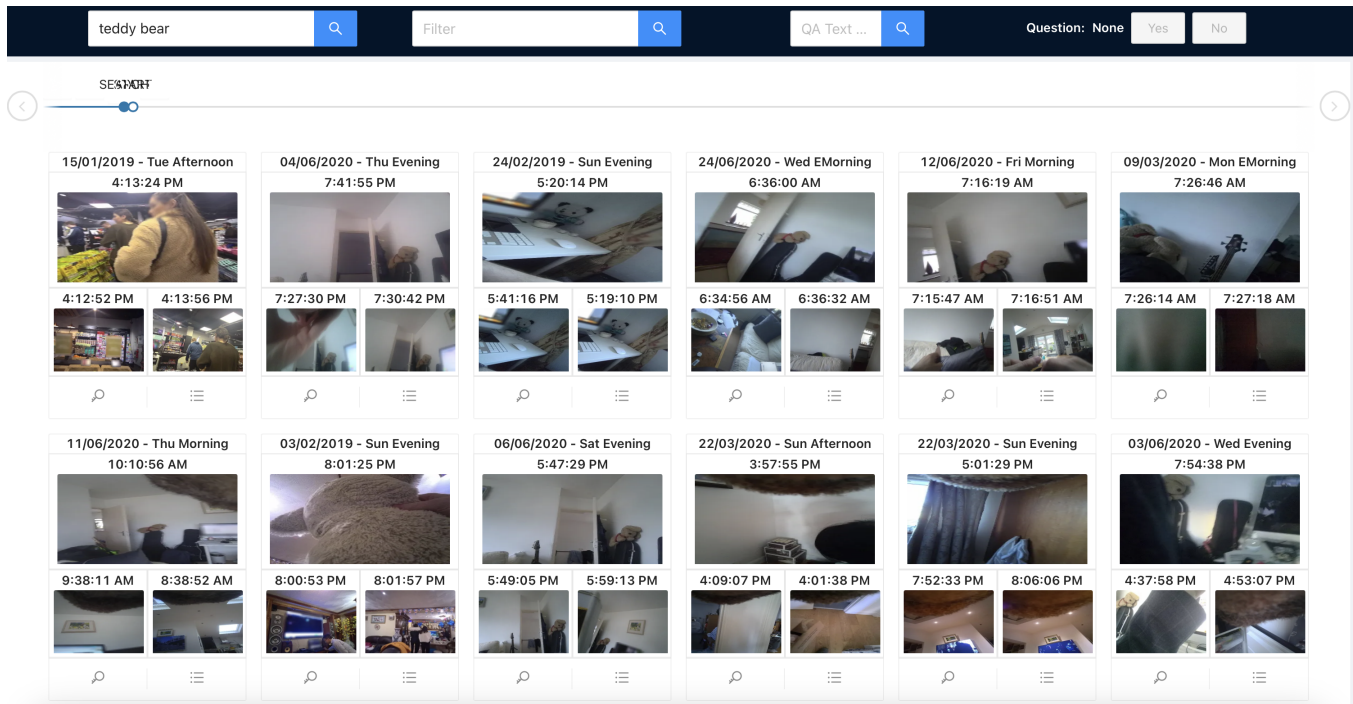 teddy bear
Filter
QA Text ...
Question: None
Yes
No
START
15/01/2019 - Tue Afternoon
4:13:24 PM
4:12:52 PM 4:13:56 PM
04/06/2020 - Thu Evening
7:41:55 PM
7:27:30 PM 7:30:42 PM
24/02/2019 - Sun Evening
5:20:14 PM
5:41:16 PM 5:19:10 PM
24/06/2020 - Wed EMorning
6:36:00 AM
6:34:56 AM 6:36:32 AM
12/06/2020 - Fri Morning
7:16:19 AM
7:15:47 AM 7:16:51 AM
09/03/2020 - Mon EMorning
7:26:46 AM
7:26:14 AM 7:27:18 AM
11/06/2020 - Thu Morning
10:10:56 AM
9:38:11 AM 8:38:52 AM
03/02/2019 - Sun Evening
8:01:25 PM
8:00:53 PM 8:01:57 PM
06/06/2020 - Sat Evening
5:47:29 PM
5:49:05 PM 5:59:13 PM
22/03/2020 - Sun Afternoon
3:57:55 PM
4:09:07 PM 4:01:38 PM
22/03/2020 - Sun Evening
5:01:29 PM
7:52:33 PM 8:06:06 PM
03/06/2020 - Wed Evening
7:54:38 PM
4:37:58 PM 4:53:07 PM